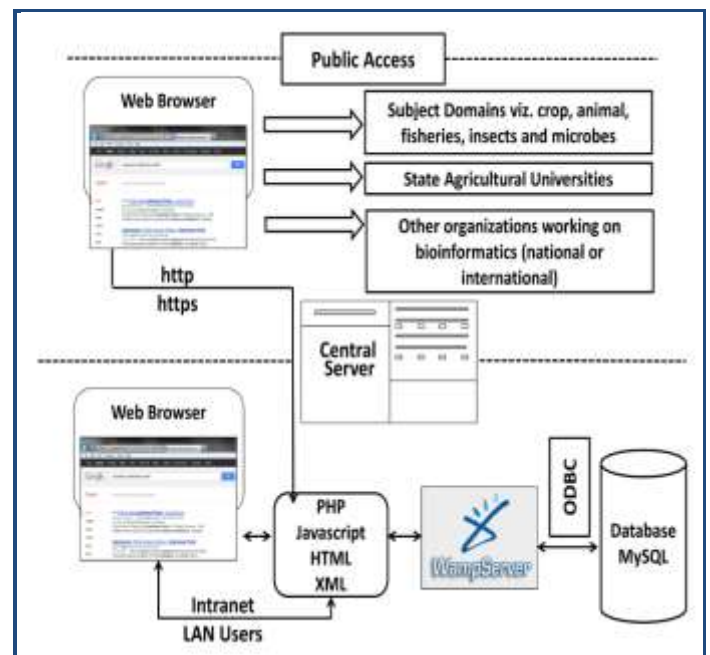 Public Access
Web Browser
Subject Domains viz. crop, animal,
fisheries, insects and microbes
State Agricultural Universities
Other organizations working on
bioinformatics (national or
international)
http
https
Central
Server
Web Browser
PHP
Javascript
HTML
XML
WampServer
ODBC
Database
MySQL
Intranet
LAN Users